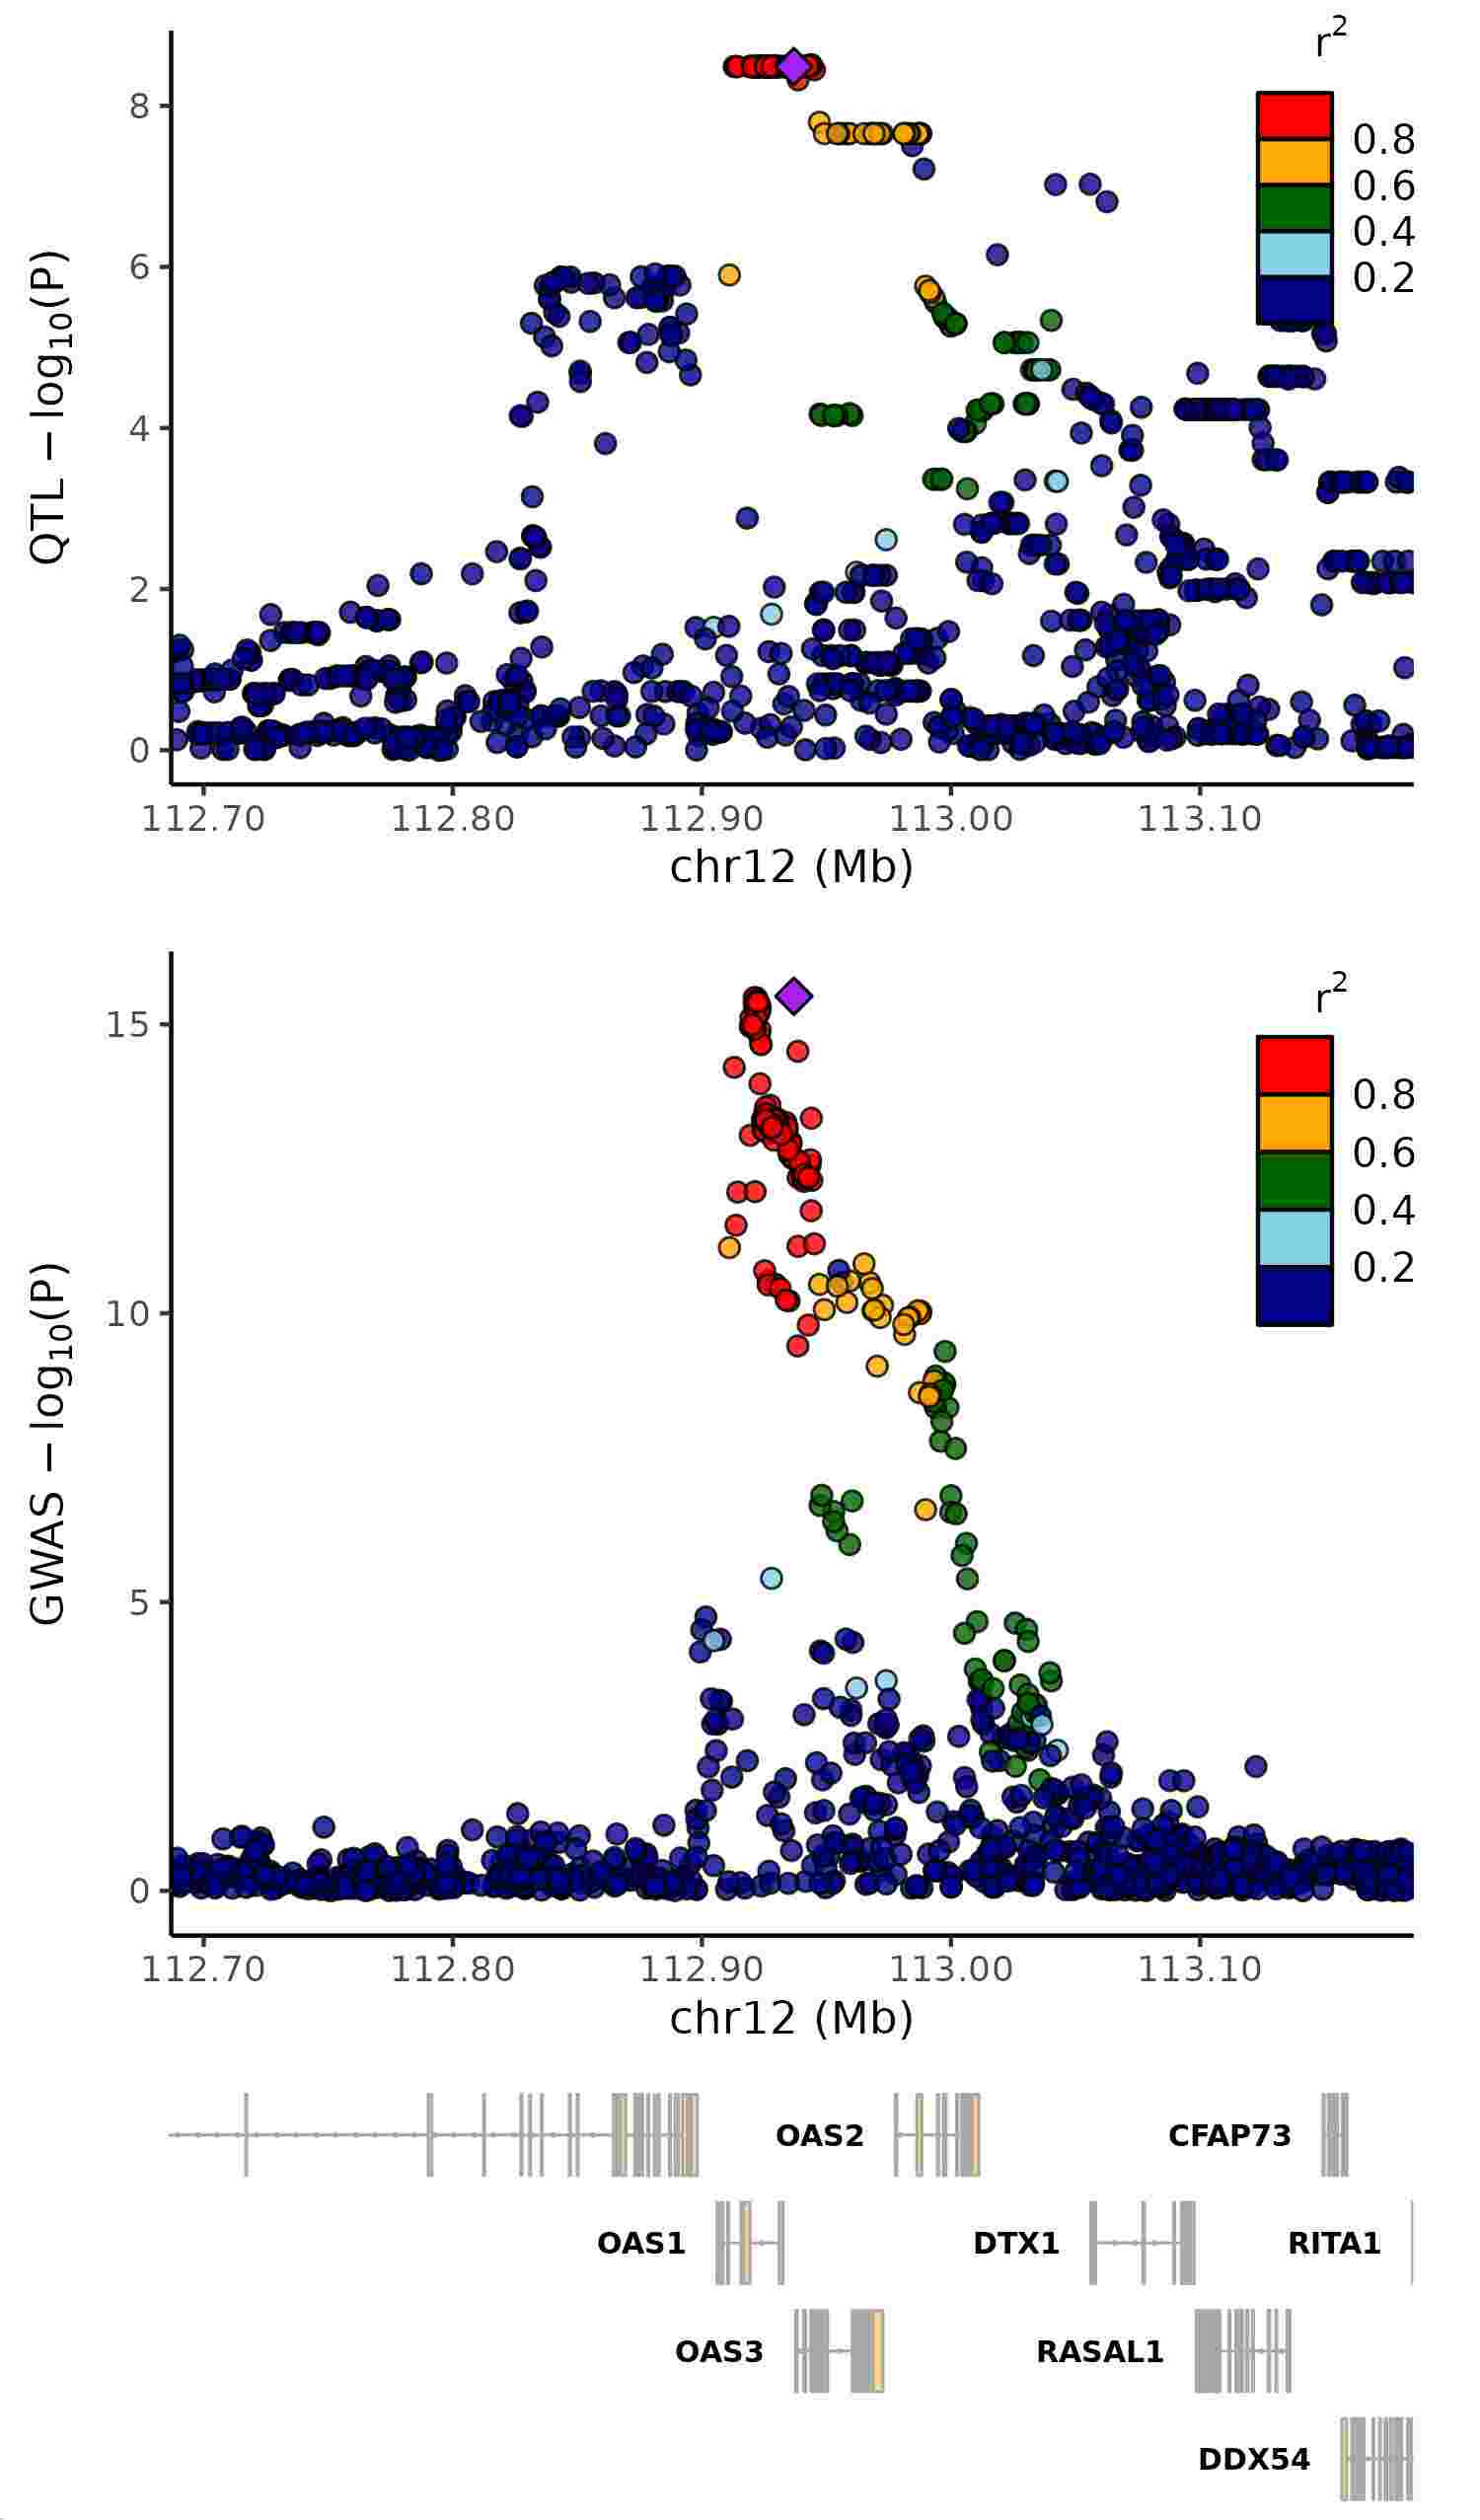 r²
8
6
4
2
0
QTL − log₁₀(P)
0.8
0.6
0.4
0.2
112.70 112.80 112.90 113.00 113.10
chr12 (Mb)
r²
15
10
5
0
GWAS − log₁₀(P)
0.8
0.6
0.4
0.2
112.70 112.80 112.90 113.00 113.10
chr12 (Mb)
OAS2 CFAP73
OAS1 DTX1 RITA1
OAS3 RASAL1
DDX54